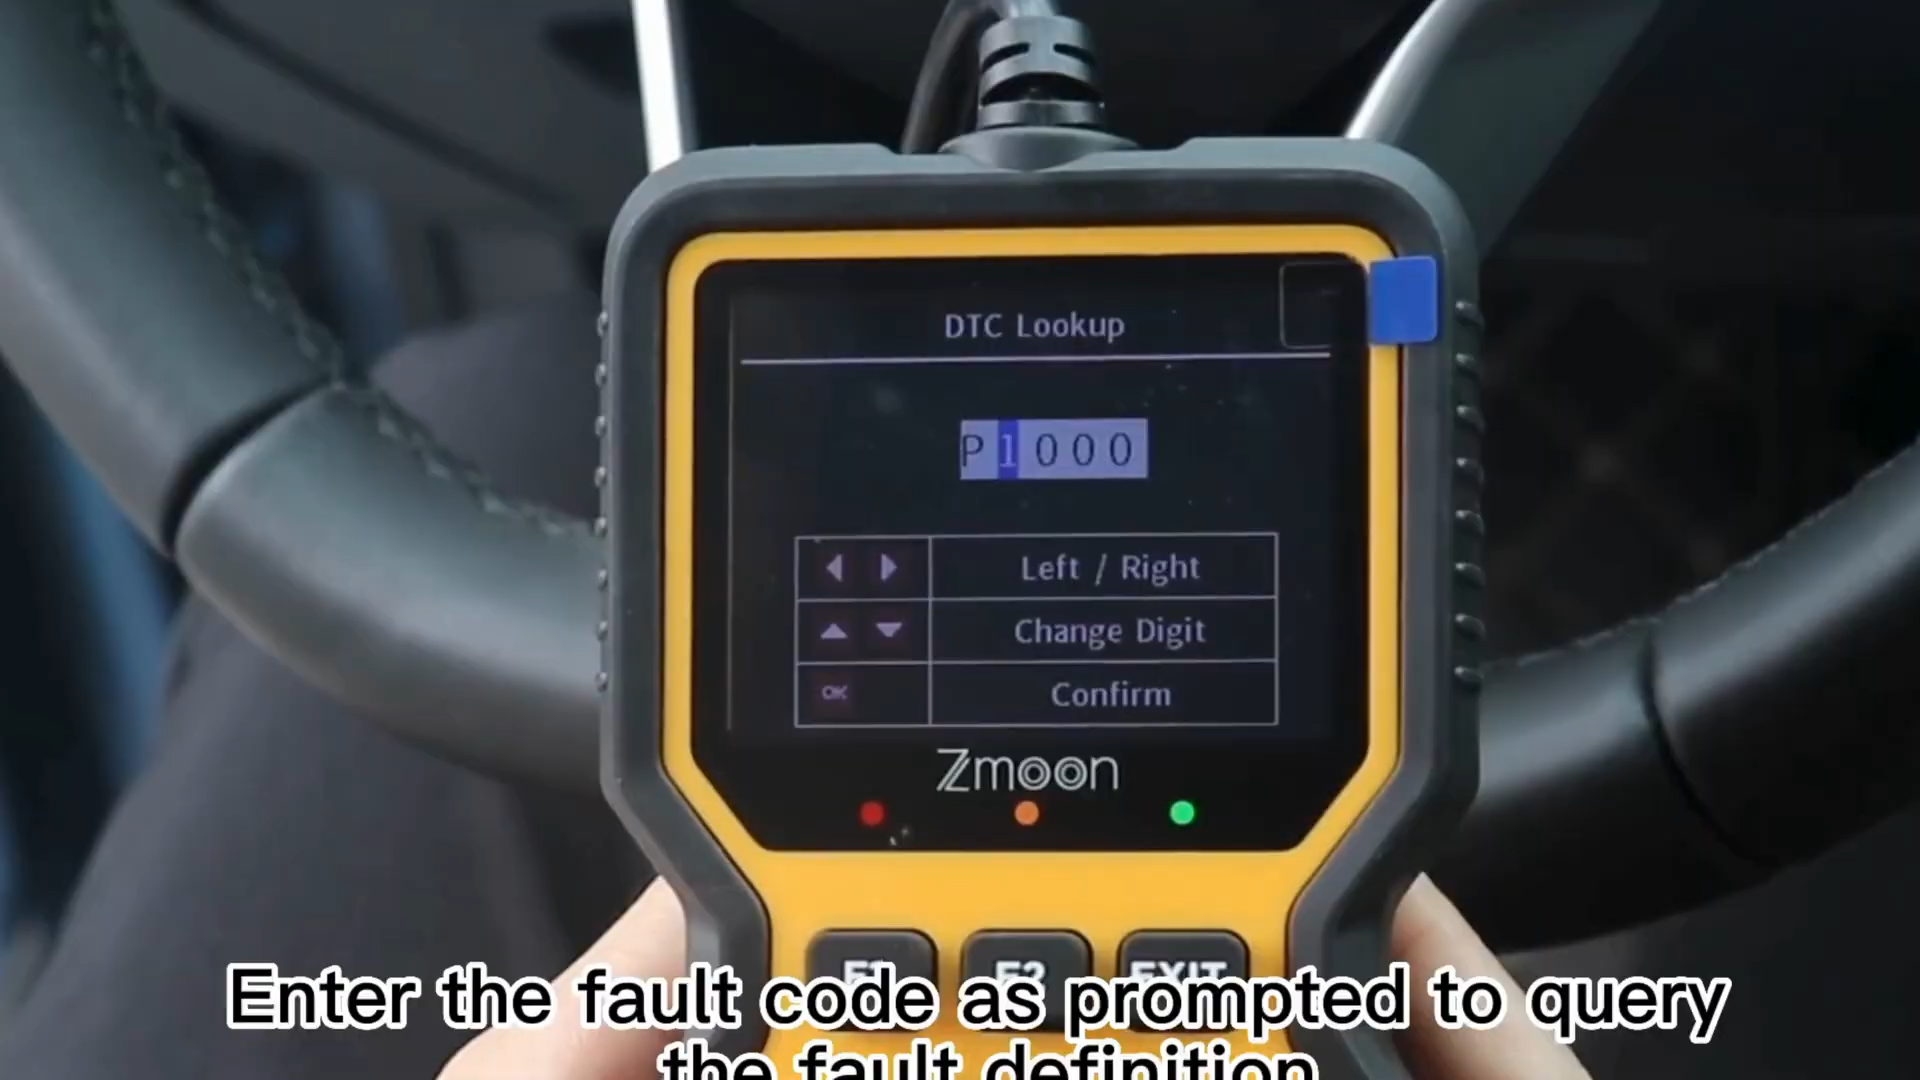 DTC Lookup
P1000
Left / Right
Change Digit
OK Confirm
Zmoon
F1 F2 EXIT
Enter the fault code as prompted to query
the fault definition